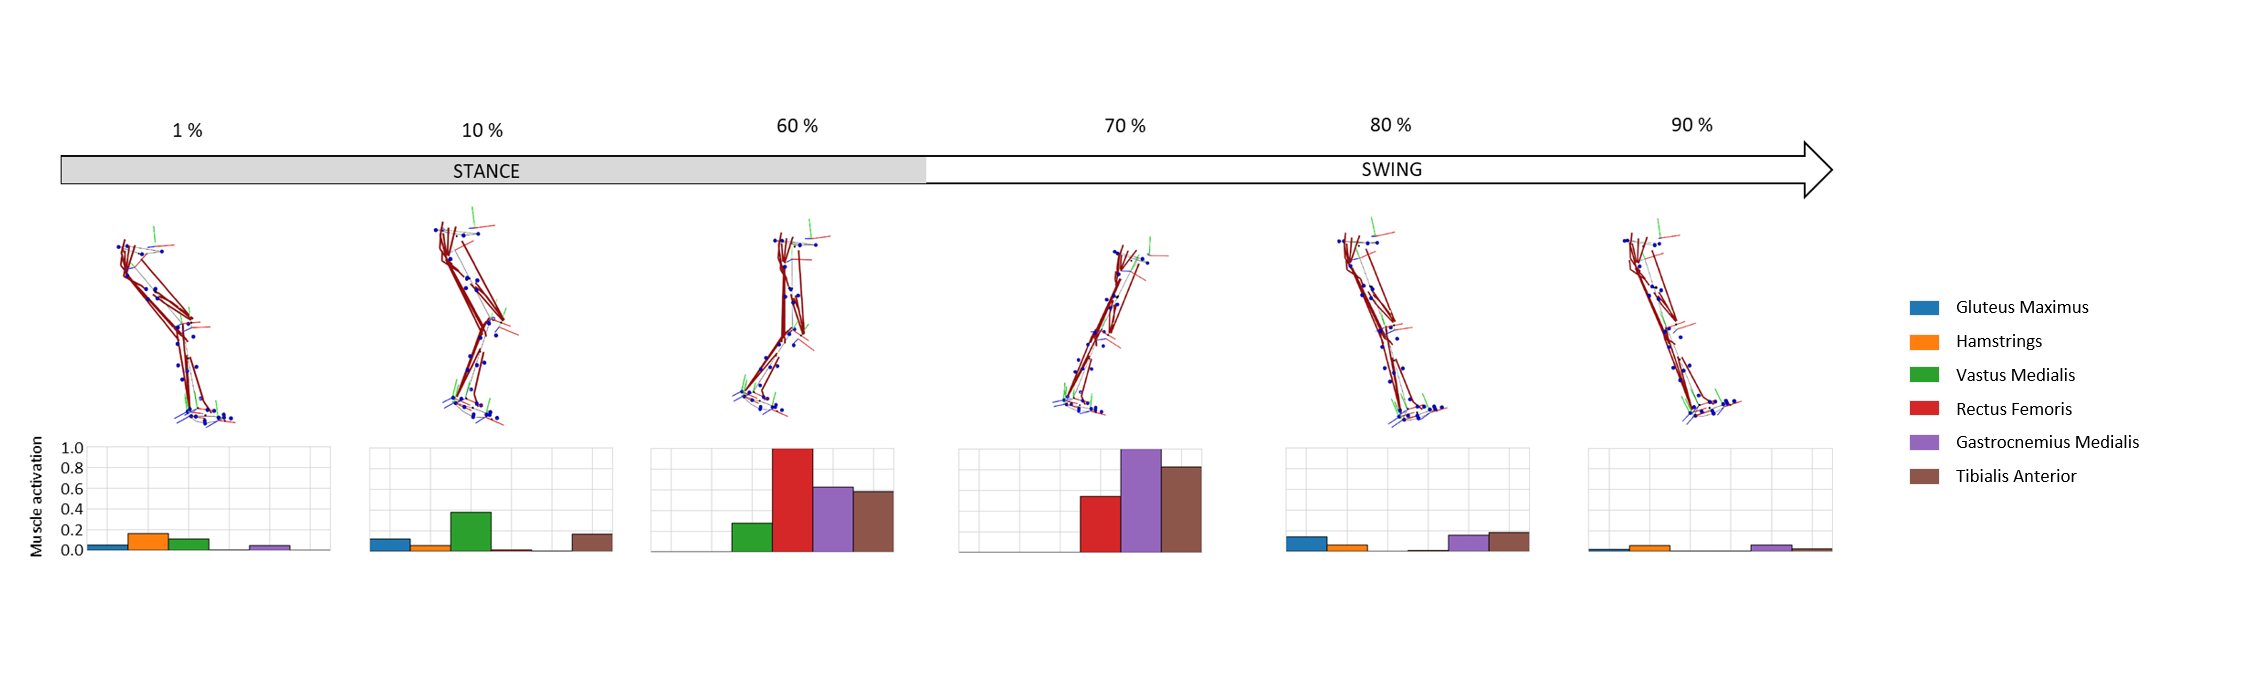 1 %
10 %
60 %
70 %
80 %
90 %
STANCE
SWING
Muscle activation
1.0
0.8
0.6
0.4
0.2
0.0
Gluteus Maximus
Hamstrings
Vastus Medialis
Rectus Femoris
Gastrocnemius Medialis
Tibialis Anterior